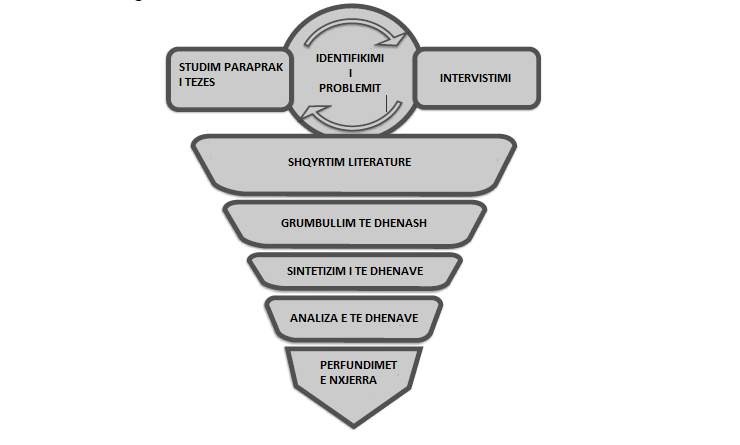 STUDIM PARAPRAK
I TEZES
IDENTIFIKIMI
I
PROBLEMIT
INTERVISTIMI
SHQYRTIM LITERATURE
GRUMBULLIM TE DHENASH
SINTETIZIM I TE DHENAVE
ANALIZA E TE DHENAVE
PERFUNDIMET
E NXJERRA